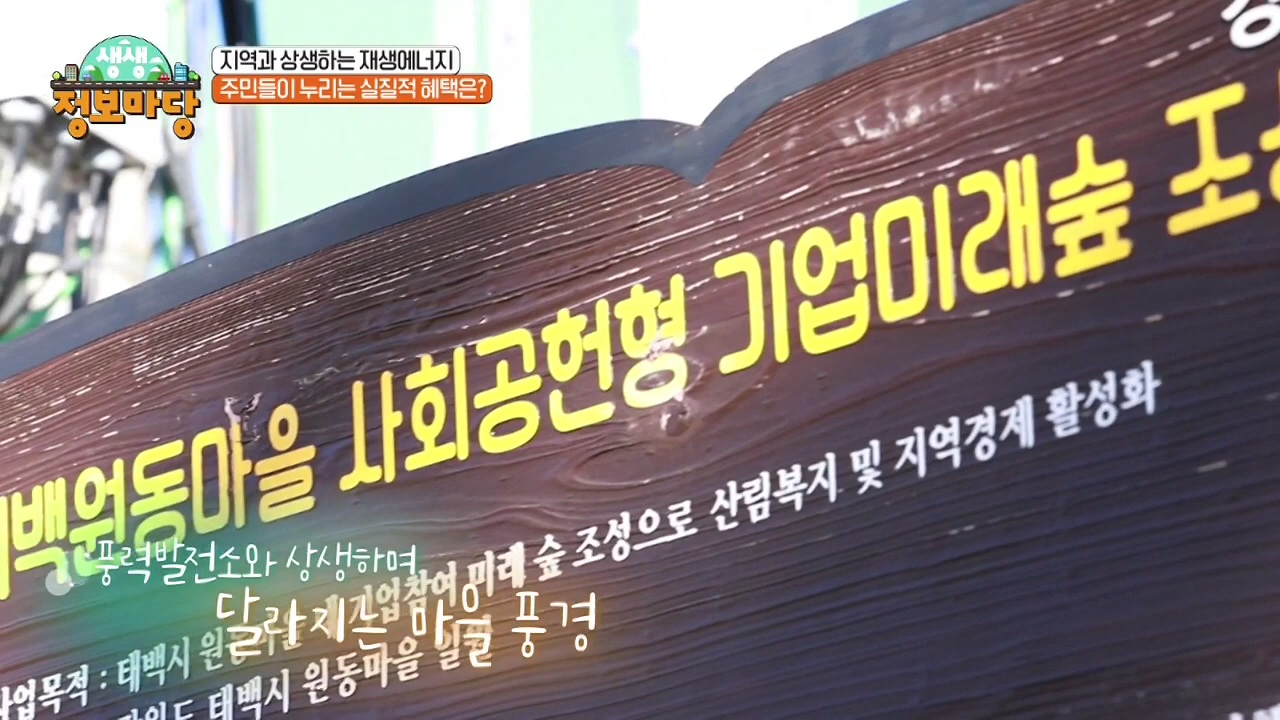 생생
정보마당
지역과 상생하는 재생에너지
주민들이 누리는 실질적 혜택은?
백원동마을 사회공헌형 기업미래숲 조
풍력발전소와 상생하며
달라지는 마을 풍경
사업목적 : 태백시 원동마을 기업참여 미래 숲 조성으로 산림복지 및 지역경제 활성화
태백시 원동마을 일원